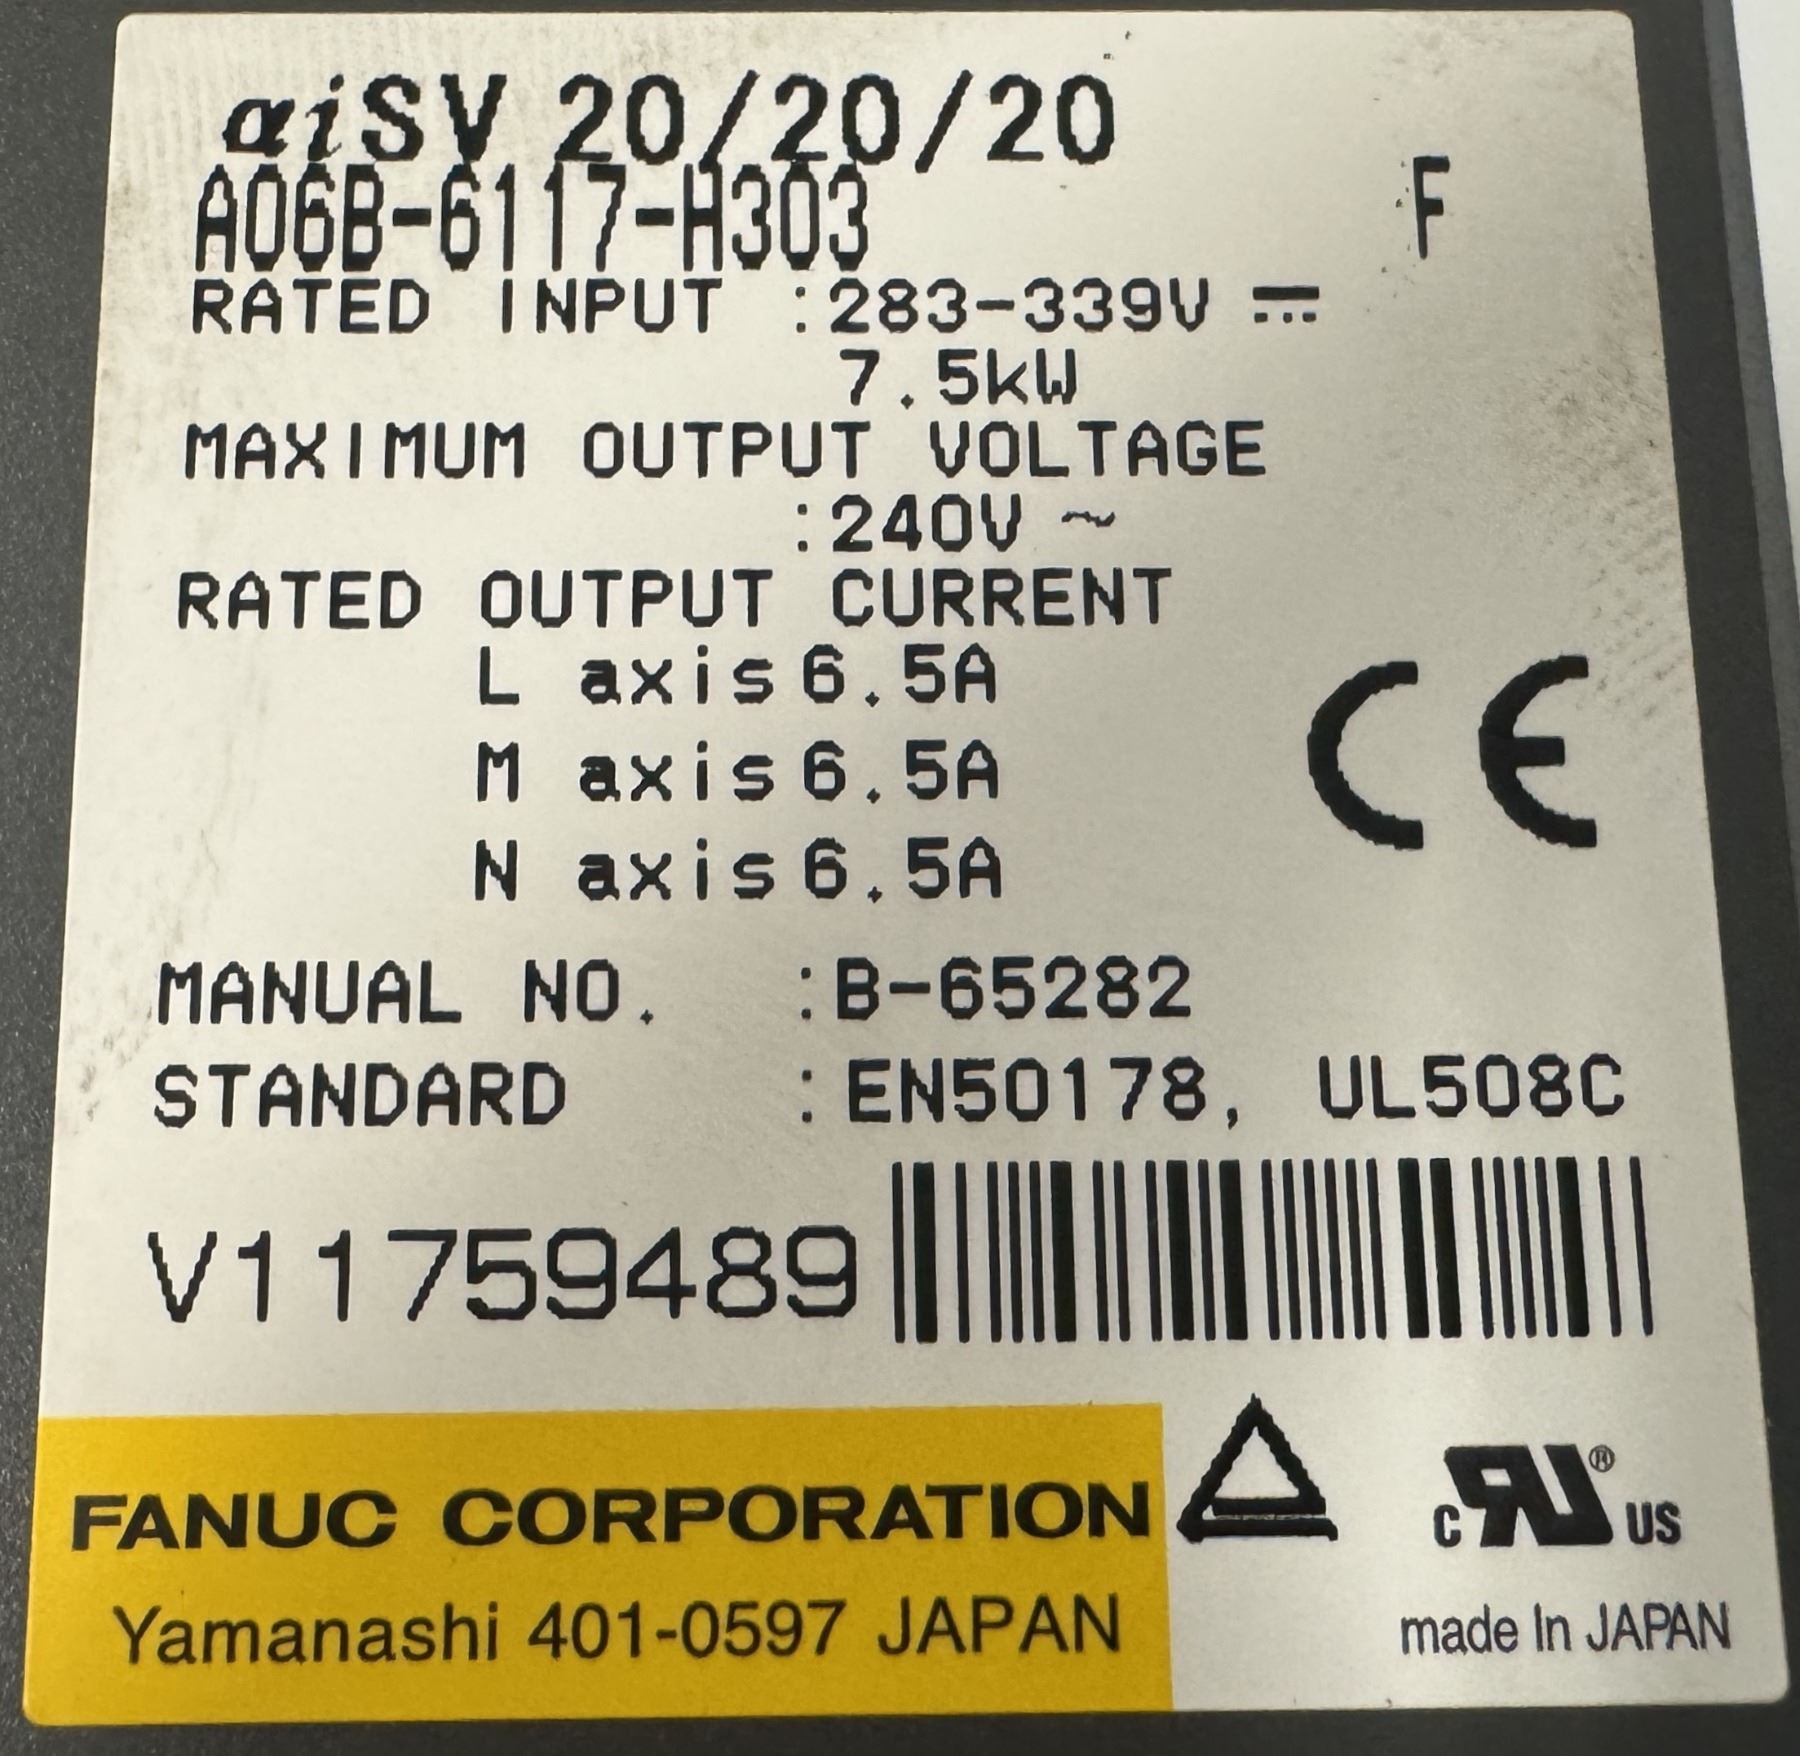 αiSV 20/20/20
A06B-6117-H303 F
RATED INPUT :283-339V ⎓
7.5kW
MAXIMUM OUTPUT VOLTAGE
:240V ~
RATED OUTPUT CURRENT
L axis 6.5A
M axis 6.5A
N axis 6.5A
CE
MANUAL NO. :B-65282
STANDARD :EN50178, UL508C
V11759489
FANUC CORPORATION
Yamanashi 401-0597 JAPAN
c RU® US
made In JAPAN